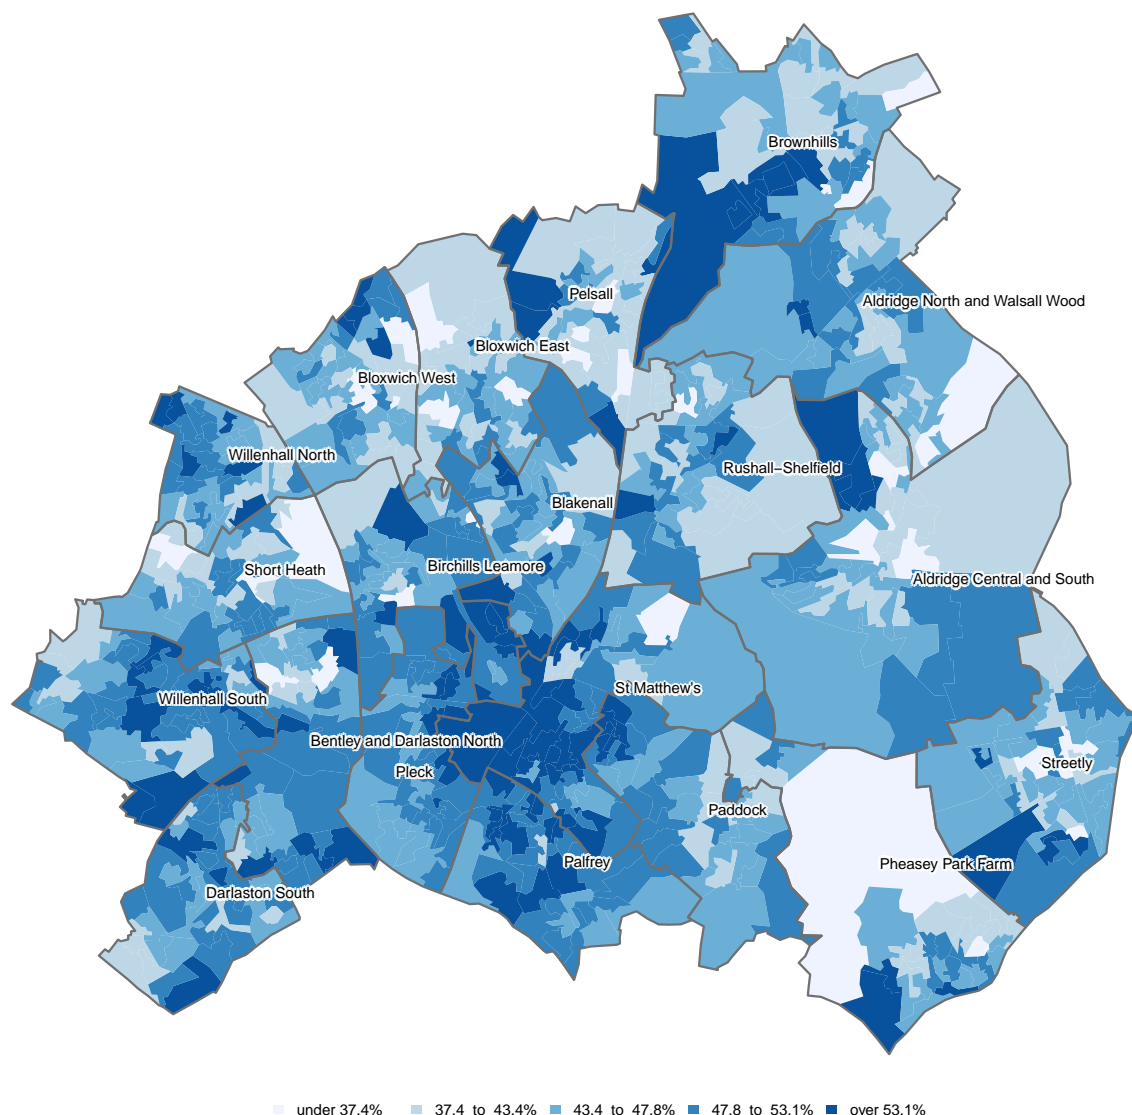 Brownhills
Pelsall
Aldridge North and Walsall Wood
Bloxwich East
Bloxwich West
Willenhall North
Rushall−Shelfield
Blakenall
Short Heath
Birchills Leamore
Aldridge Central and South
St Matthew's
Willenhall South
Bentley and Darlaston North
Pleck
Streetly
Paddock
Palfrey
Pheasey Park Farm
Darlaston South
under 37.4% 37.4 to 43.4% 43.4 to 47.8% 47.8 to 53.1% over 53.1%